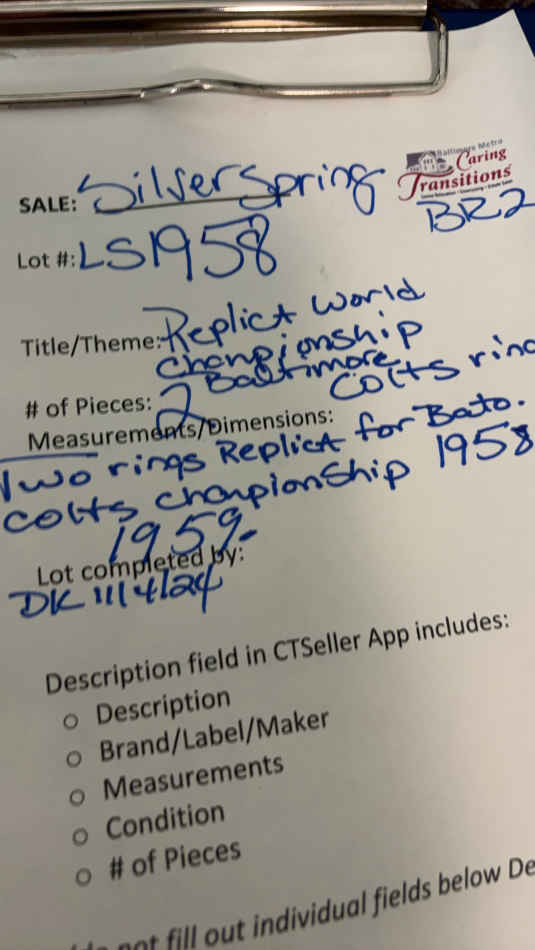 Baltimore Metro
Caring
Transitions
SALE: Silver Spring
BR2
Lot #: LS1958
Title/Theme: Replict World
Championship
Baltimore
Colts ring
# of Pieces: 2
Measurements/Dimensions:
Two rings Replict for Balto.
Colts Championship 1958
1959.
Lot completed by:
DK 11/4/24
Description field in CTSeller App includes:
○ Description
○ Brand/Label/Maker
○ Measurements
○ Condition
○ # of Pieces
not fill out individual fields below De